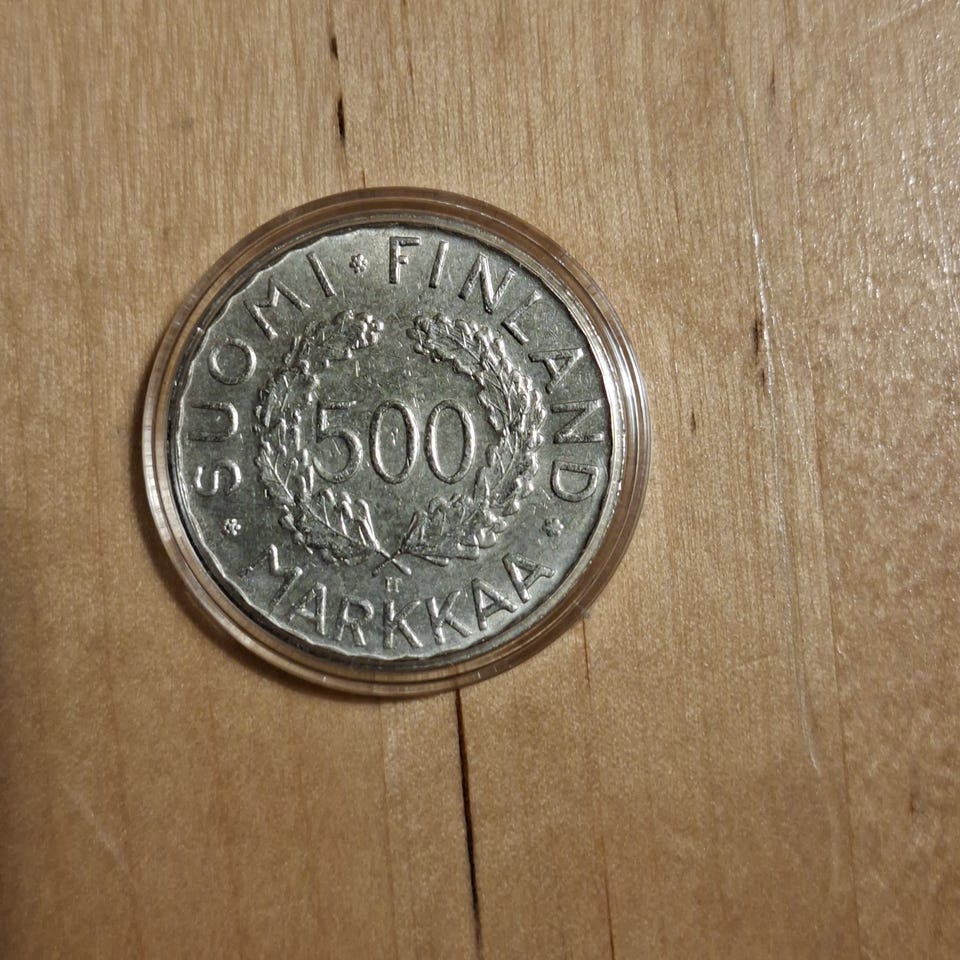 SUOMI * FINLAND
500
H
* MARKKAA *